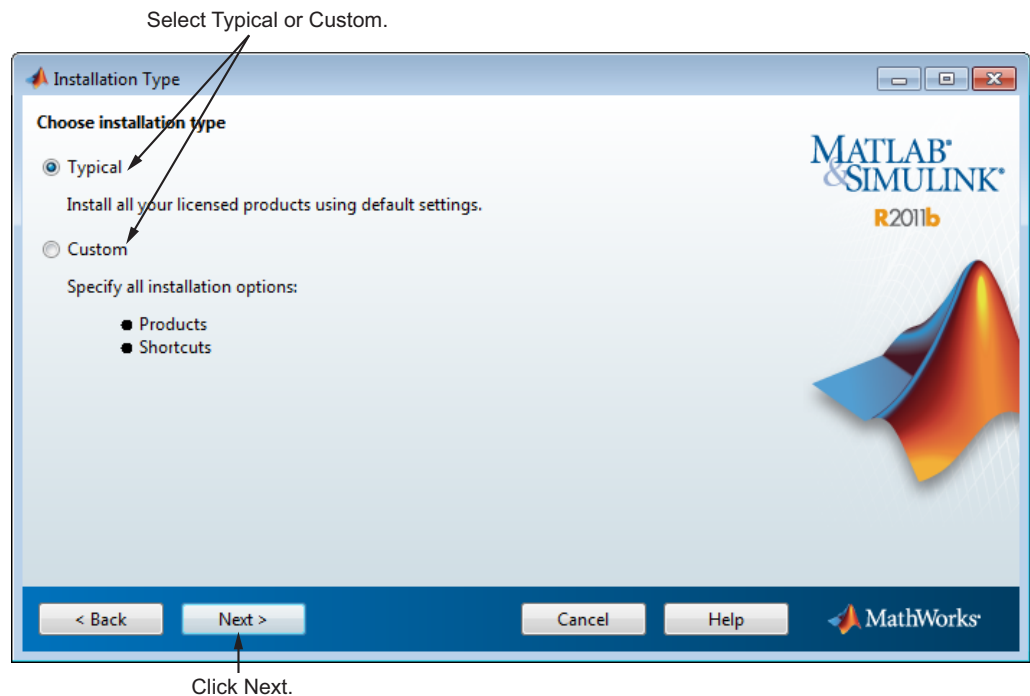 Select Typical or Custom.
Installation Type
Choose installation type
Typical
Install all your licensed products using default settings.
Custom
Specify all installation options:
Products
Shortcuts
MATLAB®
&SIMULINK®
R2011b
< Back
Next >
Cancel
Help
MathWorks®
Click Next.